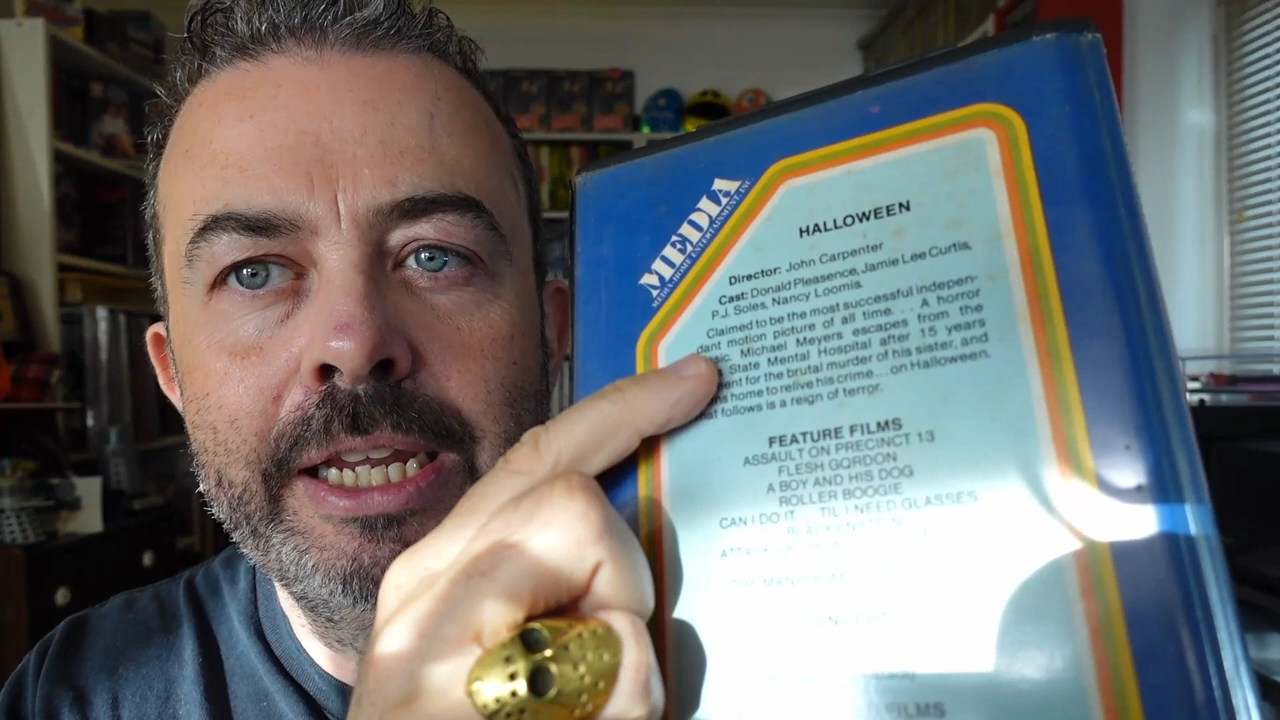 MEDIA
MEDIA HOME ENTERTAINMENT, INC
HALLOWEEN
Director: John Carpenter
Cast: Donald Pleasence, Jamie Lee Curtis,
P.J. Soles, Nancy Loomis.
Claimed to be the most successful indepen-
dant motion picture of all time. . . A horror
Michael Meyers escapes from the
State Mental Hospital after 15 years
for the brutal murder of his sister, and
home to relive his crime... on Halloween.
follows is a reign of terror.
FEATURE FILMS
ASSAULT ON PRECINCT 13
FLESH GORDON
A BOY AND HIS DOG
ROLLER BOOGIE
CAN I DO IT 'TIL I NEED GLASSES
THE MAN
FILMS